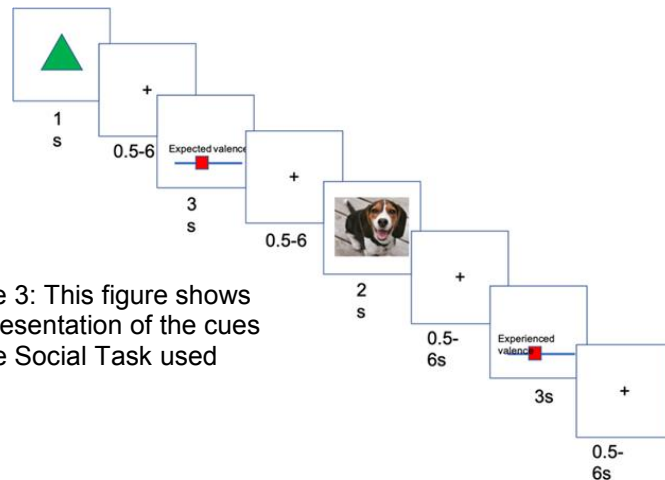 1
s
+
0.5-6
Expected valence
3
s
+
0.5-6
2
s
+
0.5-
6s
Experienced
valence
3s
+
0.5-
6s
e 3: This figure shows
esentation of the cues
e Social Task used